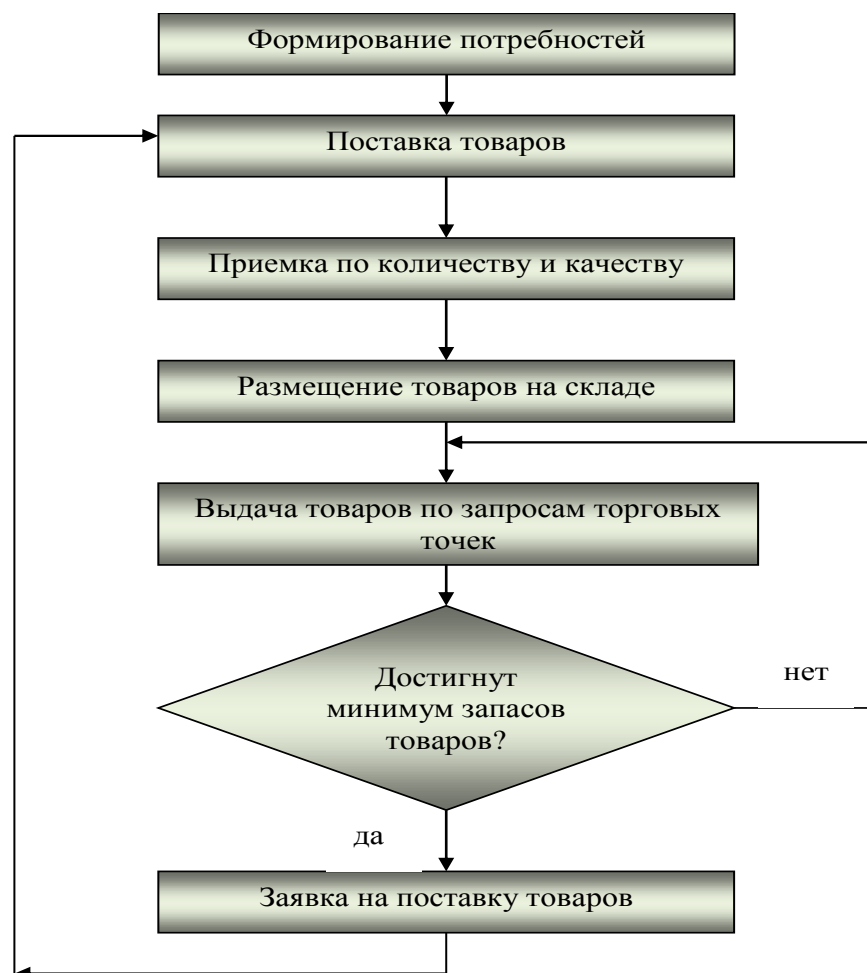 Формирование потребностей
Поставка товаров
Приемка по количеству и качеству
Размещение товаров на складе
Выдача товаров по запросам торговых
точек
Достигнут
минимум запасов
товаров?
нет
да
Заявка на поставку товаров